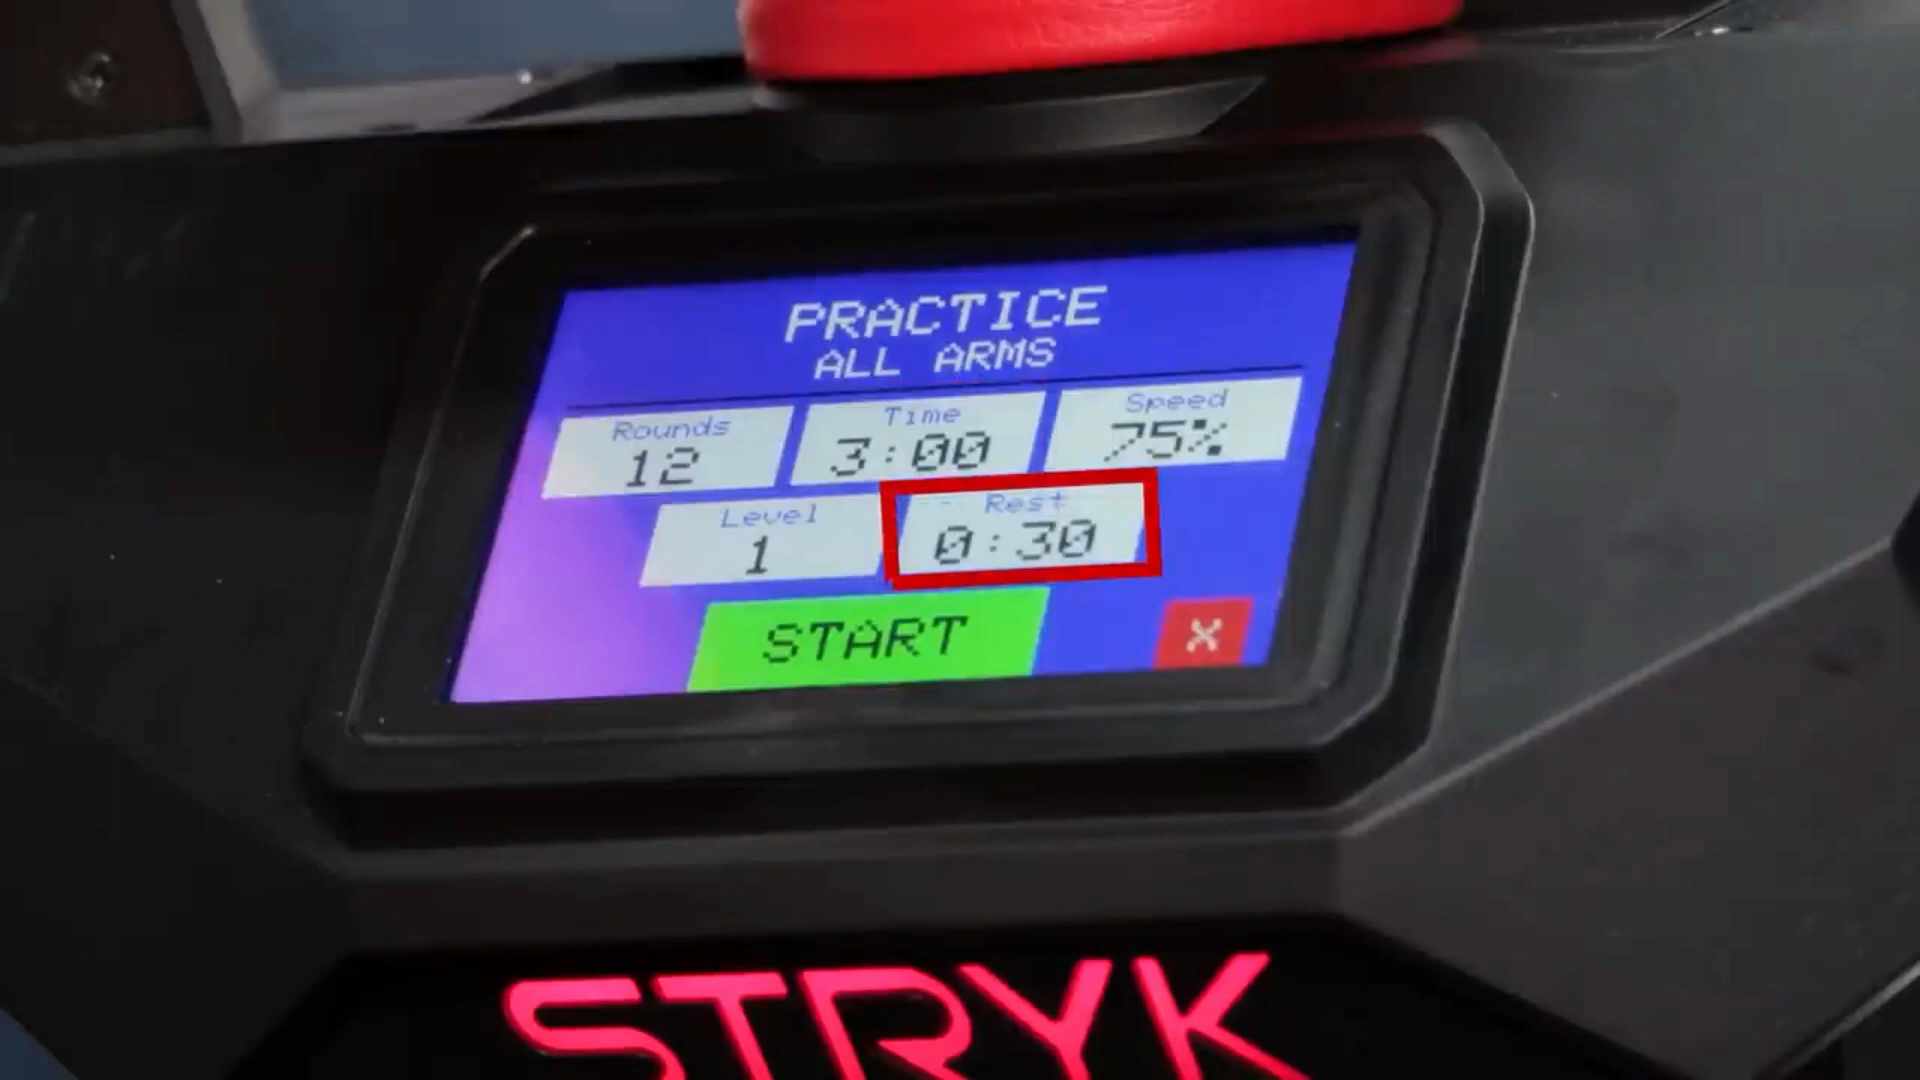 PRACTICE
ALL ARMS
Rounds Time Speed
12 3:00 75%
Level Rest
1 0:30
START X
STRYK